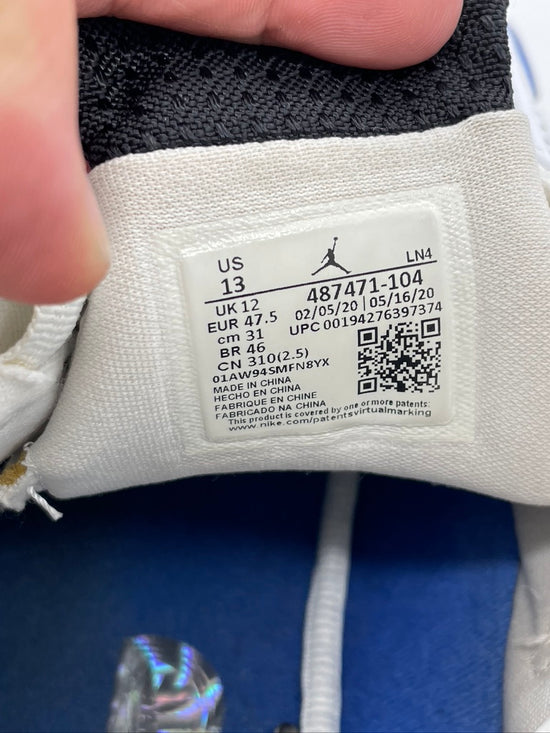 US
13
LN4
UK 12
487471-104
EUR 47.5
02/05/20 | 05/16/20
cm 31
UPC 00194276397374
BR 46
CN 310(2.5)
01AW94SMFN8YX
MADE IN CHINA
HECHO EN CHINA
FABRIQUE EN CHINE
FABRICADO NA CHINA
This product is covered by one or more patents:
www.nike.com/patentsvirtualmarking